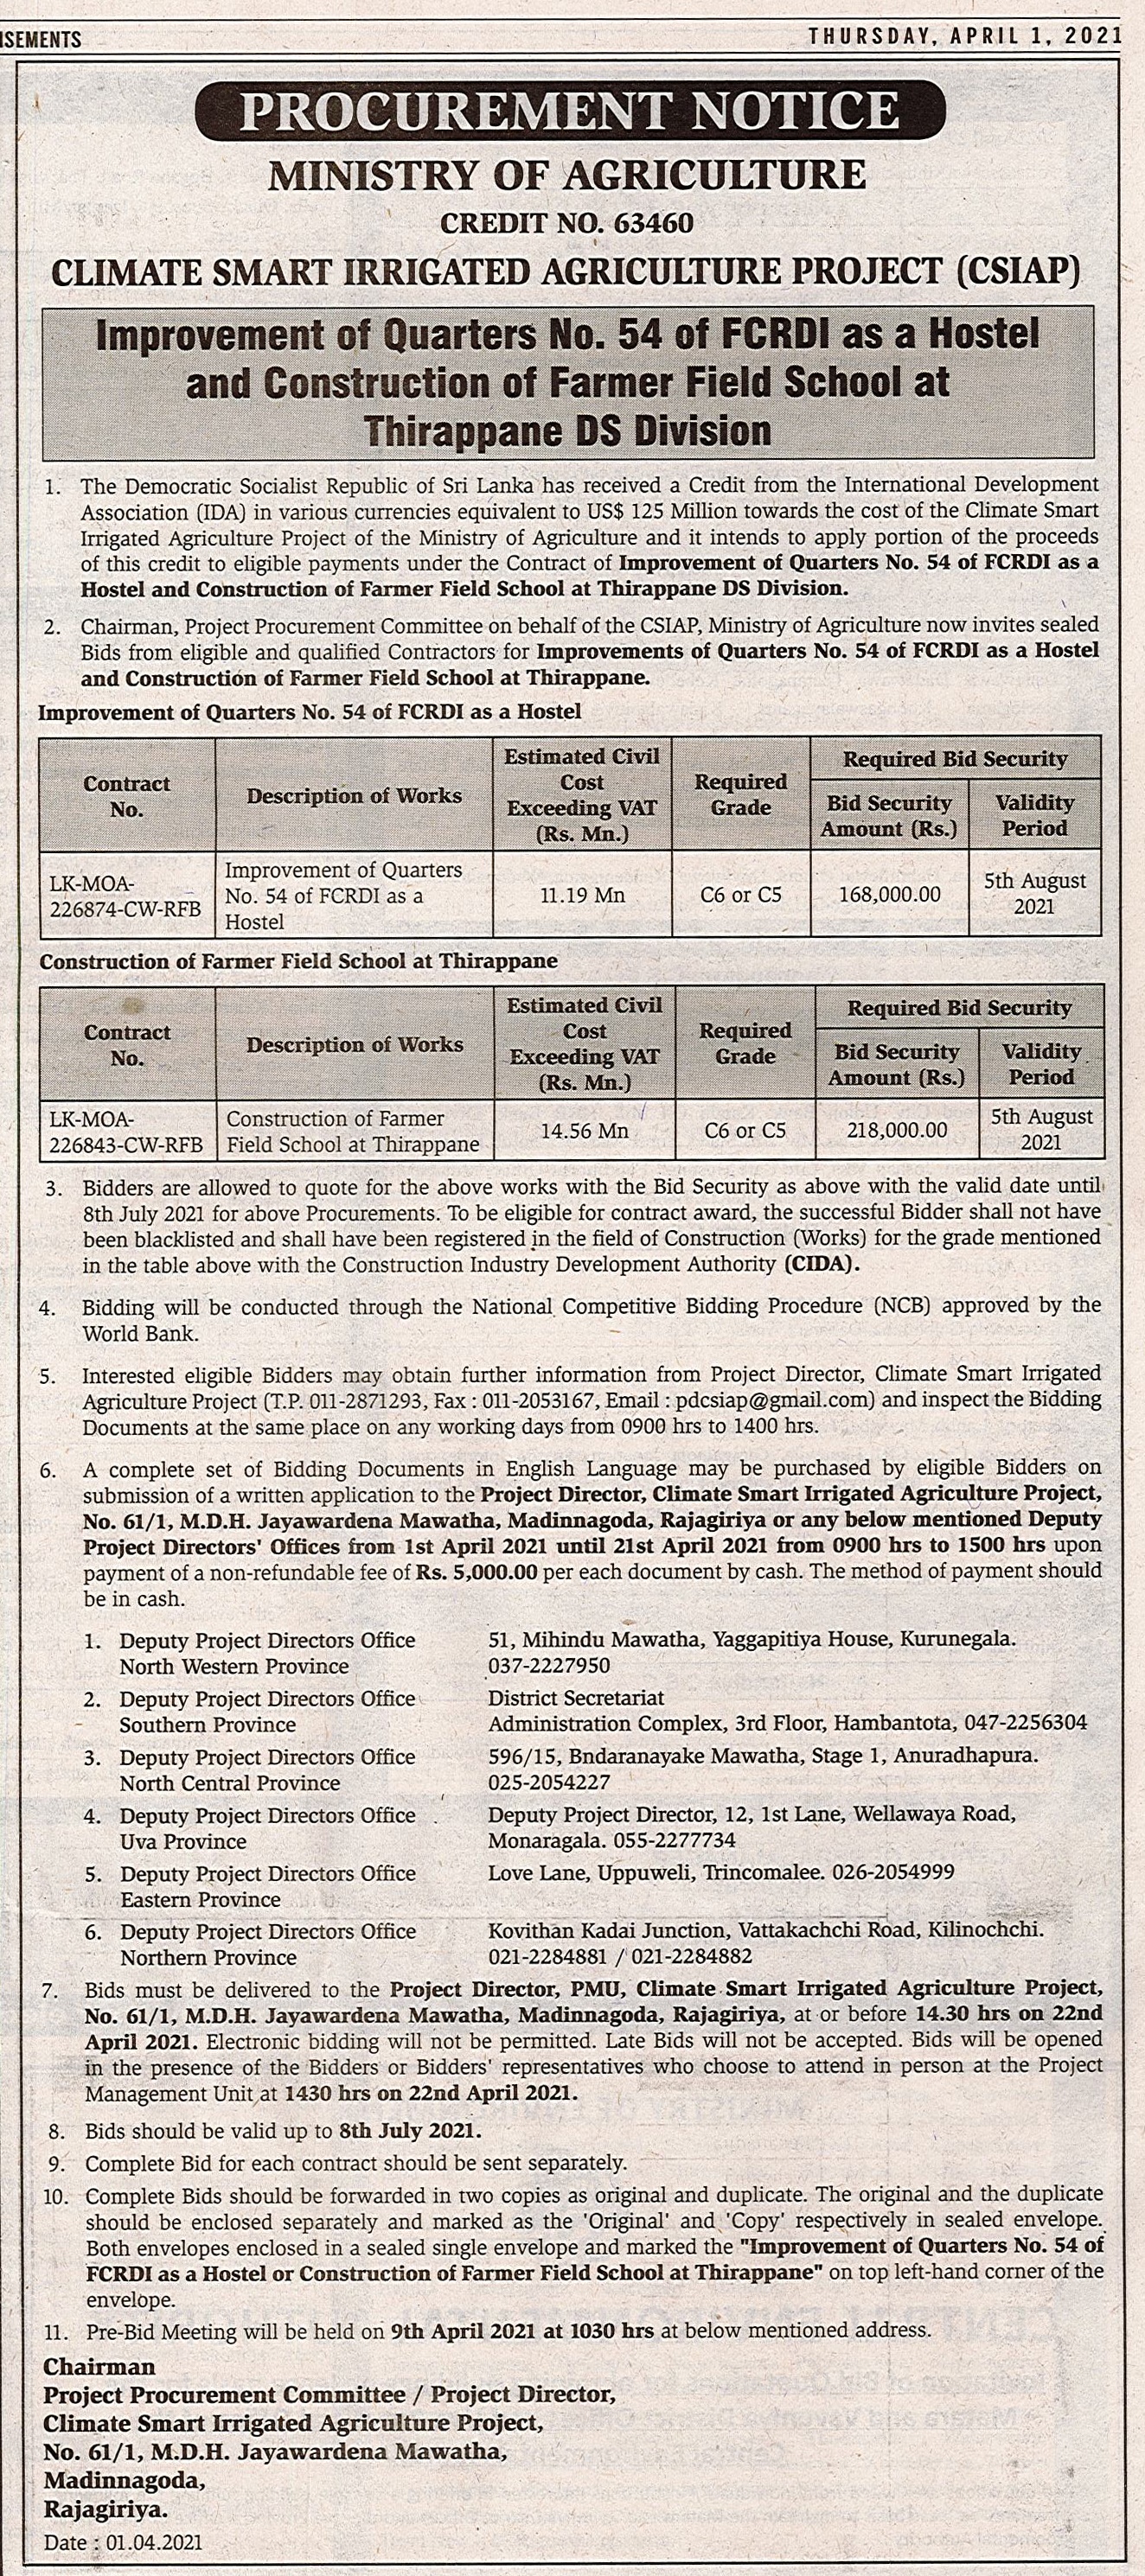 ISEMENTS
THURSDAY, APRIL 1, 2021
PROCUREMENT NOTICE
MINISTRY OF AGRICULTURE
CREDIT NO. 63460
CLIMATE SMART IRRIGATED AGRICULTURE PROJECT (CSIAP)
Improvement of Quarters No. 54 of FCRDI as a Hostel
and Construction of Farmer Field School at
Thirappane DS Division
1. The Democratic Socialist Republic of Sri Lanka has received a Credit from the International Development
Association (IDA) in various currencies equivalent to US$ 125 Million towards the cost of the Climate Smart
Irrigated Agriculture Project of the Ministry of Agriculture and it intends to apply portion of the proceeds
of this credit to eligible payments under the Contract of Improvement of Quarters No. 54 of FCRDI as a
Hostel and Construction of Farmer Field School at Thirappane DS Division.
2. Chairman, Project Procurement Committee on behalf of the CSIAP, Ministry of Agriculture now invites sealed
Bids from eligible and qualified Contractors for Improvements of Quarters No. 54 of FCRDI as a Hostel
and Construction of Farmer Field School at Thirappane.
Improvement of Quarters No. 54 of FCRDI as a Hostel
Contract
No.
Description of Works
Estimated Civil
Cost
Exceeding VAT
(Rs. Mn.)
Required
Grade
Required Bid Security
Bid Security
Amount (Rs.)
Validity
Period
LK-MOA-
226874-CW-RFB
Improvement of Quarters
No. 54 of FCRDI as a
Hostel
11.19 Mn
C6 or C5
168,000.00
5th August
2021
Construction of Farmer Field School at Thirappane
Contract
No.
Description of Works
Estimated Civil
Cost
Exceeding VAT
(Rs. Mn.)
Required
Grade
Required Bid Security
Bid Security
Amount (Rs.)
Validity
Period
LK-MOA-
226843-CW-RFB
Construction of Farmer
Field School at Thirappane
14.56 Mn
C6 or C5
218,000.00
5th August
2021
3. Bidders are allowed to quote for the above works with the Bid Security as above with the valid date until
8th July 2021 for above Procurements. To be eligible for contract award, the successful Bidder shall not have
been blacklisted and shall have been registered in the field of Construction (Works) for the grade mentioned
in the table above with the Construction Industry Development Authority (CIDA).
4. Bidding will be conducted through the National Competitive Bidding Procedure (NCB) approved by the
World Bank.
5. Interested eligible Bidders may obtain further information from Project Director, Climate Smart Irrigated
Agriculture Project (T.P. 011-2871293, Fax : 011-2053167, Email : pdcsiap@gmail.com) and inspect the Bidding
Documents at the same place on any working days from 0900 hrs to 1400 hrs.
6. A complete set of Bidding Documents in English Language may be purchased by eligible Bidders on
submission of a written application to the Project Director, Climate Smart Irrigated Agriculture Project,
No. 61/1, M.D.H. Jayawardena Mawatha, Madinnagoda, Rajagiriya or any below mentioned Deputy
Project Directors' Offices from 1st April 2021 until 21st April 2021 from 0900 hrs to 1500 hrs upon
payment of a non-refundable fee of Rs. 5,000.00 per each document by cash. The method of payment should
be in cash.
1. Deputy Project Directors Office 51, Mihindu Mawatha, Yaggapitiya House, Kurunegala.
North Western Province 037-2227950
2. Deputy Project Directors Office District Secretariat
Southern Province Administration Complex, 3rd Floor, Hambantota, 047-2256304
3. Deputy Project Directors Office 596/15, Bndaranayake Mawatha, Stage 1, Anuradhapura.
North Central Province 025-2054227
4. Deputy Project Directors Office Deputy Project Director, 12, 1st Lane, Wellawaya Road,
Uva Province Monaragala. 055-2277734
5. Deputy Project Directors Office Love Lane, Uppuweli, Trincomalee. 026-2054999
Eastern Province
6. Deputy Project Directors Office Kovithan Kadai Junction, Vattakachchi Road, Kilinochchi.
Northern Province 021-2284881 / 021-2284882
7. Bids must be delivered to the Project Director, PMU, Climate Smart Irrigated Agriculture Project,
No. 61/1, M.D.H. Jayawardena Mawatha, Madinnagoda, Rajagiriya, at or before 14.30 hrs on 22nd
April 2021. Electronic bidding will not be permitted. Late Bids will not be accepted. Bids will be opened
in the presence of the Bidders or Bidders' representatives who choose to attend in person at the Project
Management Unit at 1430 hrs on 22nd April 2021.
8. Bids should be valid up to 8th July 2021.
9. Complete Bid for each contract should be sent separately.
10. Complete Bids should be forwarded in two copies as original and duplicate. The original and the duplicate
should be enclosed separately and marked as the 'Original' and 'Copy' respectively in sealed envelope.
Both envelopes enclosed in a sealed single envelope and marked the "Improvement of Quarters No. 54 of
FCRDI as a Hostel or Construction of Farmer Field School at Thirappane" on top left-hand corner of the
envelope.
11. Pre-Bid Meeting will be held on 9th April 2021 at 1030 hrs at below mentioned address.
Chairman
Project Procurement Committee / Project Director,
Climate Smart Irrigated Agriculture Project,
No. 61/1, M.D.H. Jayawardena Mawatha,
Madinnagoda,
Rajagiriya.
Date : 01.04.2021